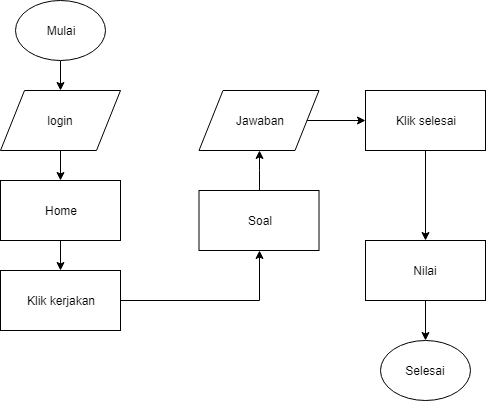 Mulai
login
Home
Klik kerjakan
Soal
Jawaban
Klik selesai
Nilai
Selesai